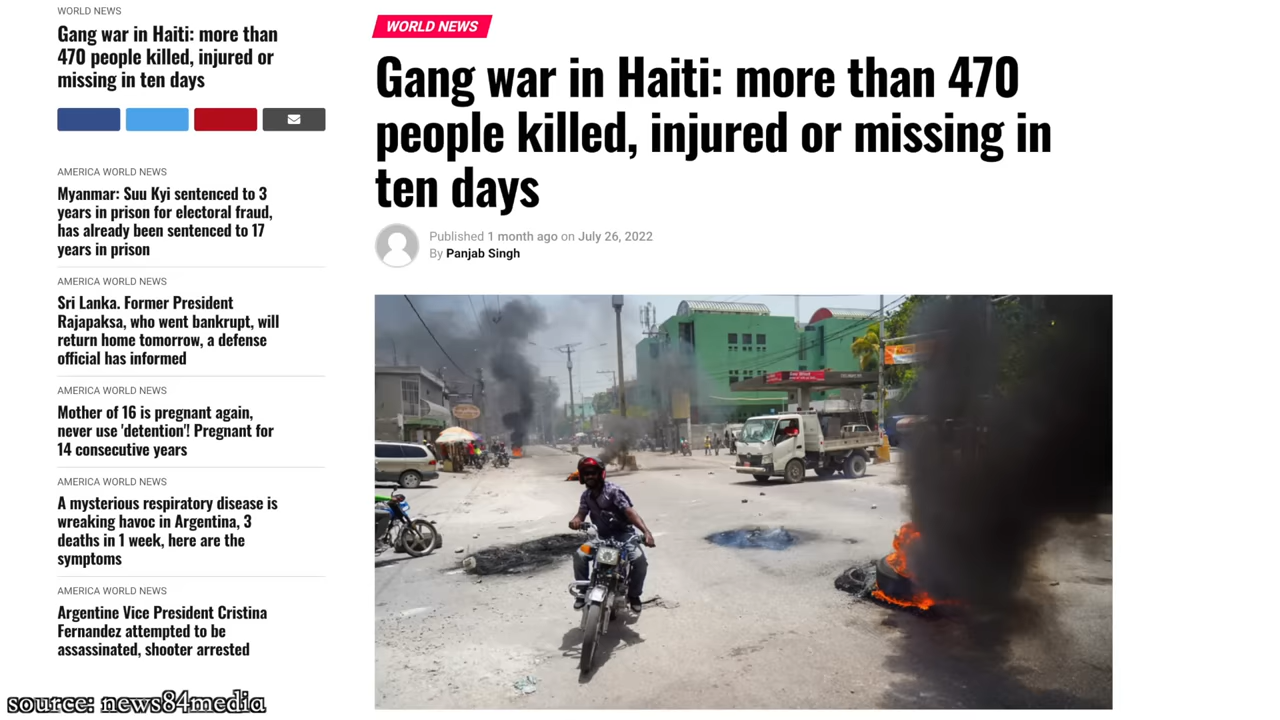 WORLD NEWS
Gang war in Haiti: more than
470 people killed, injured or
missing in ten days
AMERICA WORLD NEWS
Myanmar: Suu Kyi sentenced to 3
years in prison for electoral fraud,
has already been sentenced to 17
years in prison
AMERICA WORLD NEWS
Sri Lanka. Former President
Rajapaksa, who went bankrupt, will
return home tomorrow, a defense
official has informed
AMERICA WORLD NEWS
Mother of 16 is pregnant again,
never use 'detention'! Pregnant for
14 consecutive years
AMERICA WORLD NEWS
A mysterious respiratory disease is
wreaking havoc in Argentina, 3
deaths in 1 week, here are the
symptoms
AMERICA WORLD NEWS
Argentine Vice President Cristina
Fernandez attempted to be
assassinated, shooter arrested
source: news84media
WORLD NEWS
Gang war in Haiti: more than 470
people killed, injured or missing in
ten days
Published 1 month ago on July 26, 2022
By Panjab Singh